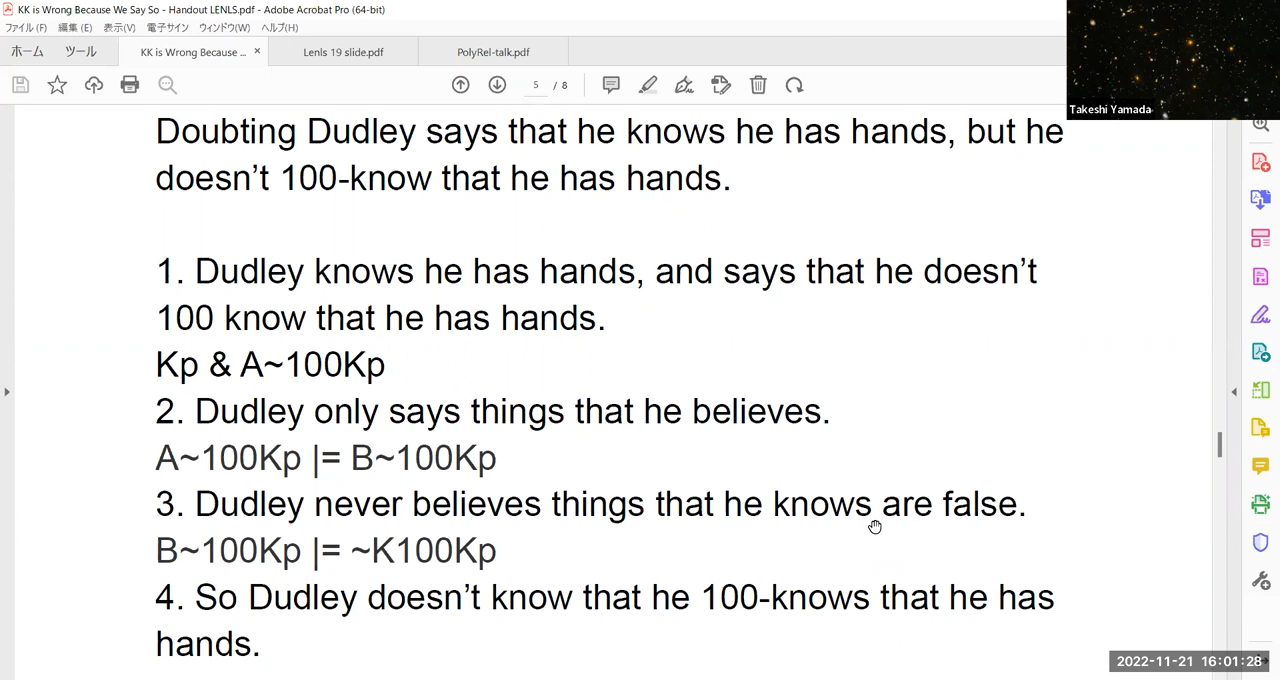 KK is Wrong Because We Say So - Handout LENLS.pdf - Adobe Acrobat Pro (64-bit)
ファイル(F) 編集(E) 表示(V) 電子サイン ウィンドウ(W) ヘルプ(H)
ホーム ツール KK is Wrong Because ... × Lenls 19 slide.pdf PolyRel-talk.pdf
5 / 8
Takeshi Yamada
Doubting Dudley says that he knows he has hands, but he
doesn’t 100-know that he has hands.
1. Dudley knows he has hands, and says that he doesn’t
100 know that he has hands.
Kp & A~100Kp
2. Dudley only says things that he believes.
A~100Kp |= B~100Kp
3. Dudley never believes things that he knows are false.
B~100Kp |= ~K100Kp
4. So Dudley doesn’t know that he 100-knows that he has
hands.
2022-11-21 16:01:28